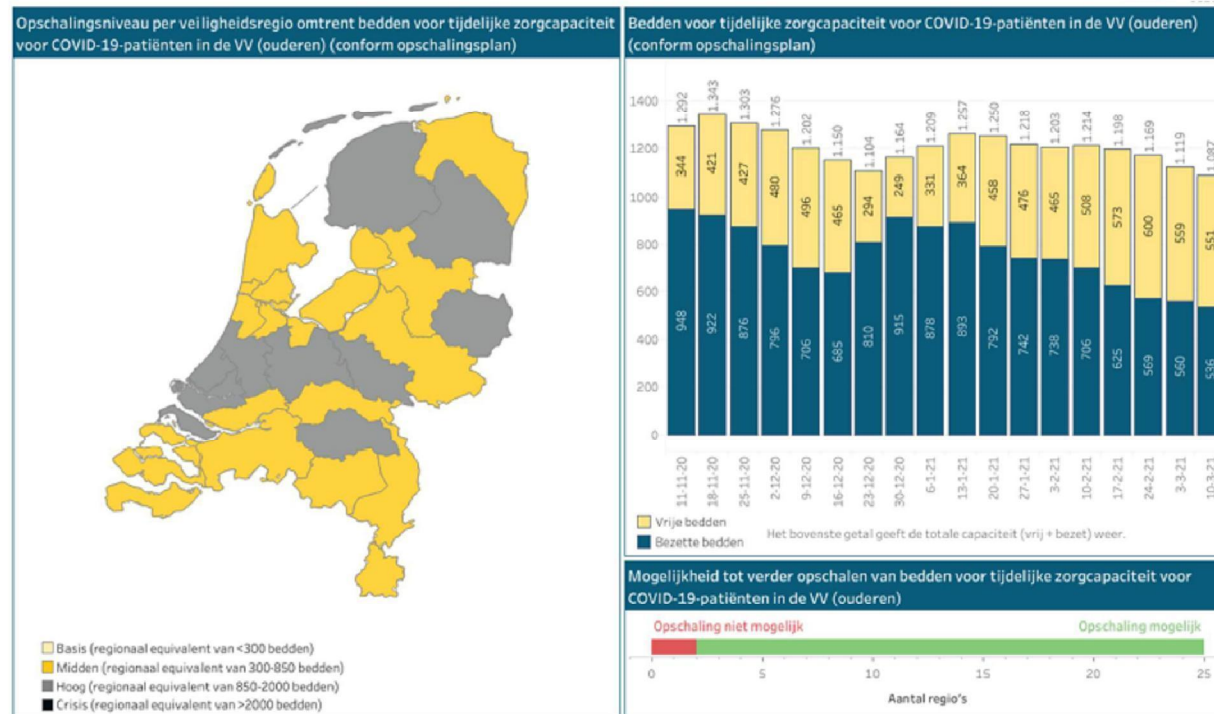 Opschalingsniveau per veiligheidsregio omtrent bedden voor tijdelijke zorgcapaciteit
voor COVID-19-patiënten in de VV (ouderen) (conform opschalingsplan)
Basis (regionaal equivalent van <300 bedden)
Midden (regionaal equivalent van 300-850 bedden)
Hoog (regionaal equivalent van 850-2000 bedden)
Crisis (regionaal equivalent van >2000 bedden)
Bedden voor tijdelijke zorgcapaciteit voor COVID-19-patiënten in de VV (ouderen)
(conform opschalingsplan)
1.292 1.343 1.303 1.276 1.202 1.150 1.104 1.164 1.209 1.257 1.250 1.218 1.203 1.214 1.198 1.169 1.119 1.087
344 421 427 480 496 465 294 249 331 364 458 476 465 508 573 600 559 551
948 922 876 796 706 685 810 915 878 893 792 742 738 706 625 569 560 536
1400
1200
1000
800
600
400
200
0
11-11-20 18-11-20 25-11-20 2-12-20 9-12-20 16-12-20 23-12-20 30-12-20 6-1-21 13-1-21 20-1-21 27-1-21 3-2-21 10-2-21 17-2-21 24-2-21 3-3-21 10-3-21
Vrije bedden
Bezette bedden
Het bovenste getal geeft de totale capaciteit (vrij + bezet) weer.
Mogelijkheid tot verder opschalen van bedden voor tijdelijke zorgcapaciteit voor
COVID-19-patiënten in de VV (ouderen)
Opschaling niet mogelijk Opschaling mogelijk
0 5 10 15 20 25
Aantal regio's